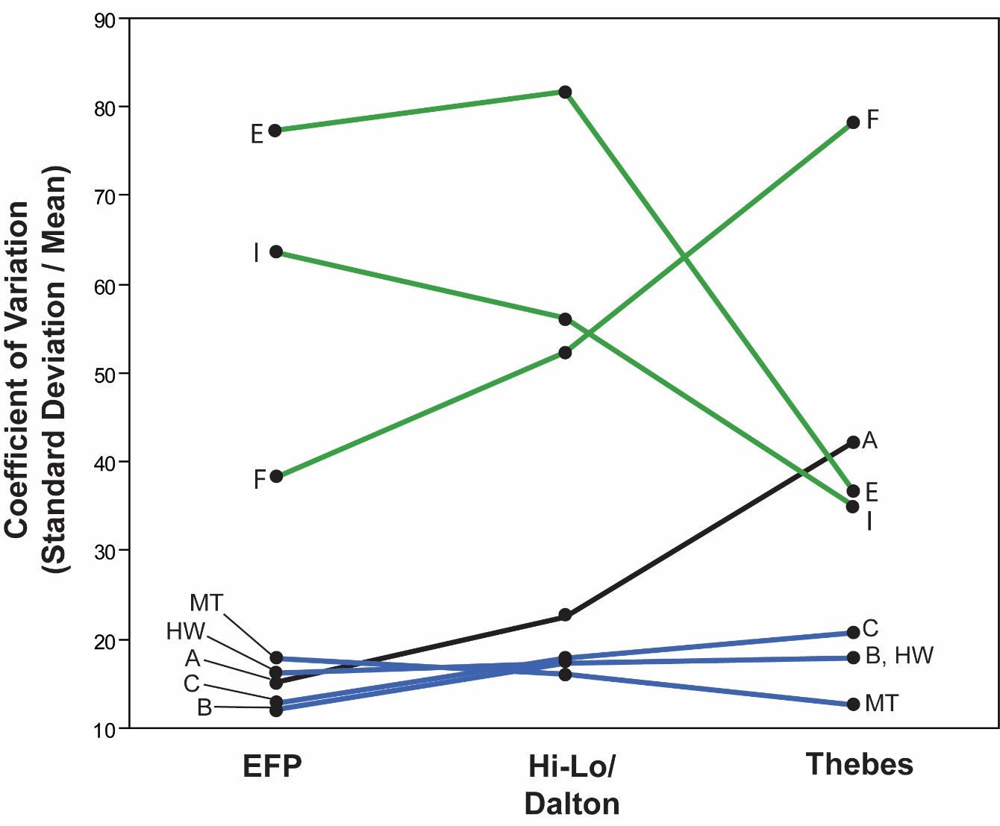 Coefficient of Variation
(Standard Deviation / Mean)
90
80
70
60
50
40
30
20
10
E
I
F
MT
HW
A
C
B
F
A
E
I
C
B, HW
MT
EFP
Hi-Lo/
Dalton
Thebes